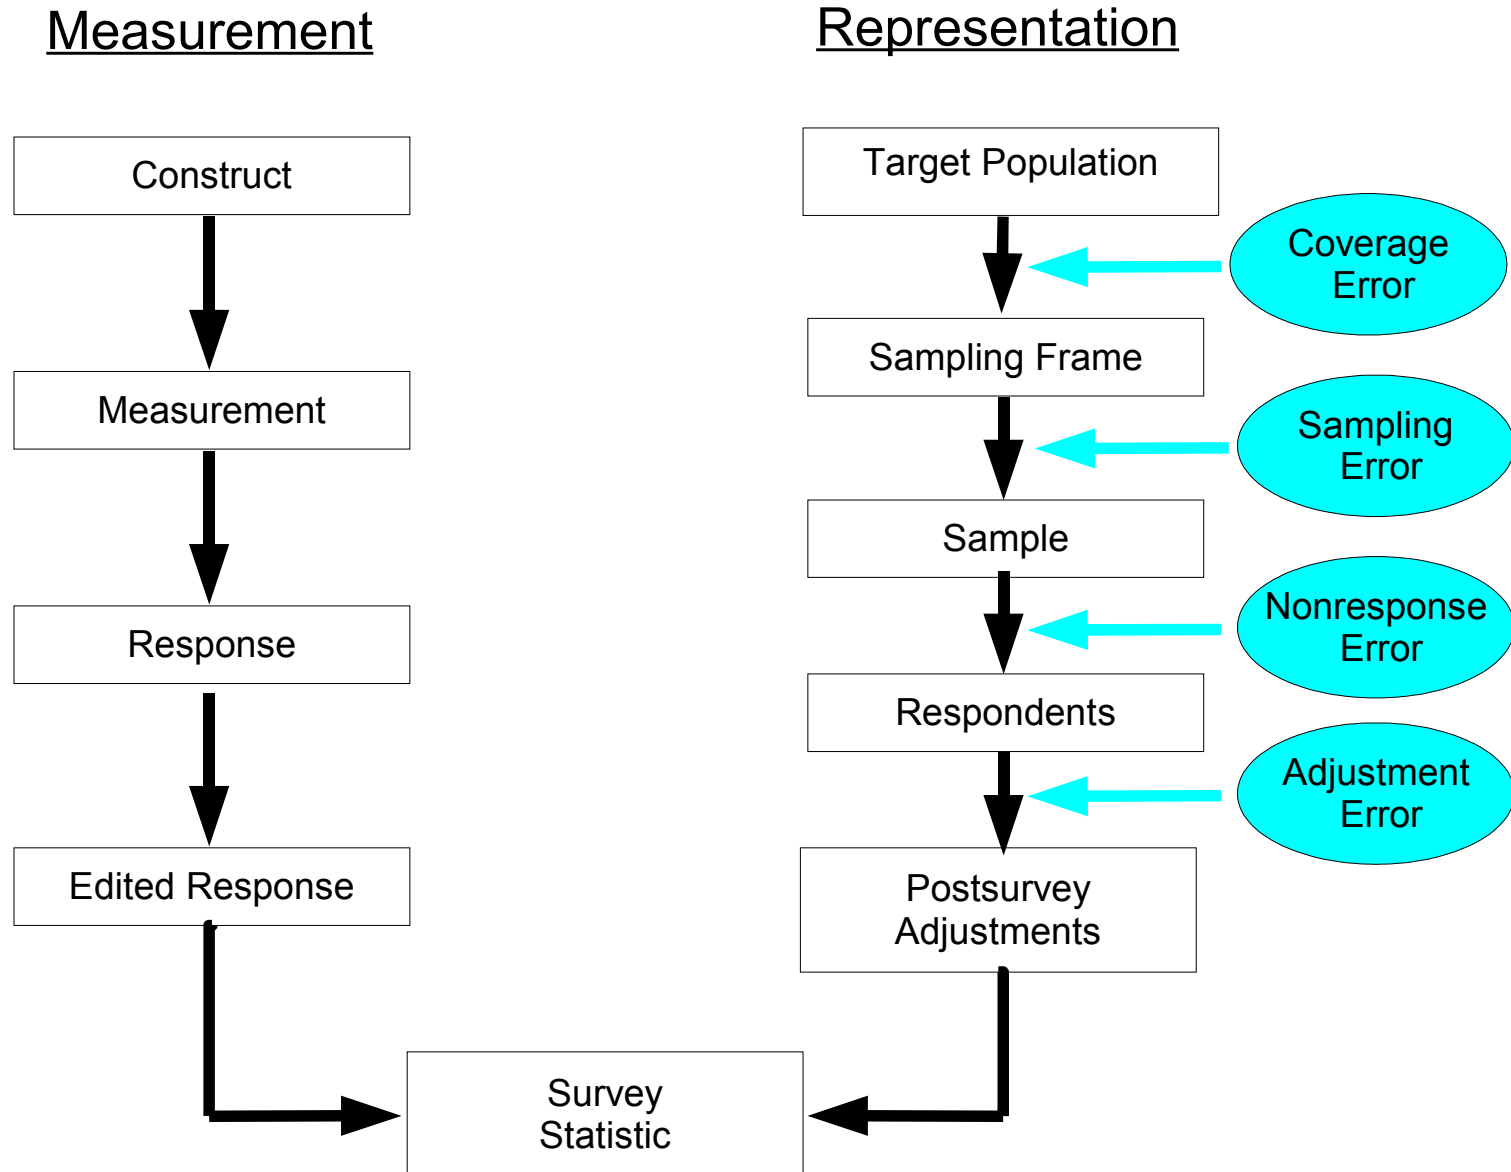 Measurement
Representation
Construct
Measurement
Response
Edited Response
Target Population
Sampling Frame
Sample
Respondents
Postsurvey
Adjustments
Coverage
Error
Sampling
Error
Nonresponse
Error
Adjustment
Error
Survey
Statistic